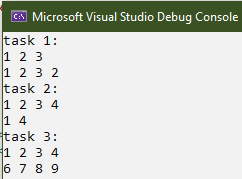 Microsoft Visual Studio Debug Console
task 1:
1 2 3
1 2 3 2
task 2:
1 2 3 4
1 4
task 3:
1 2 3 4
6 7 8 9